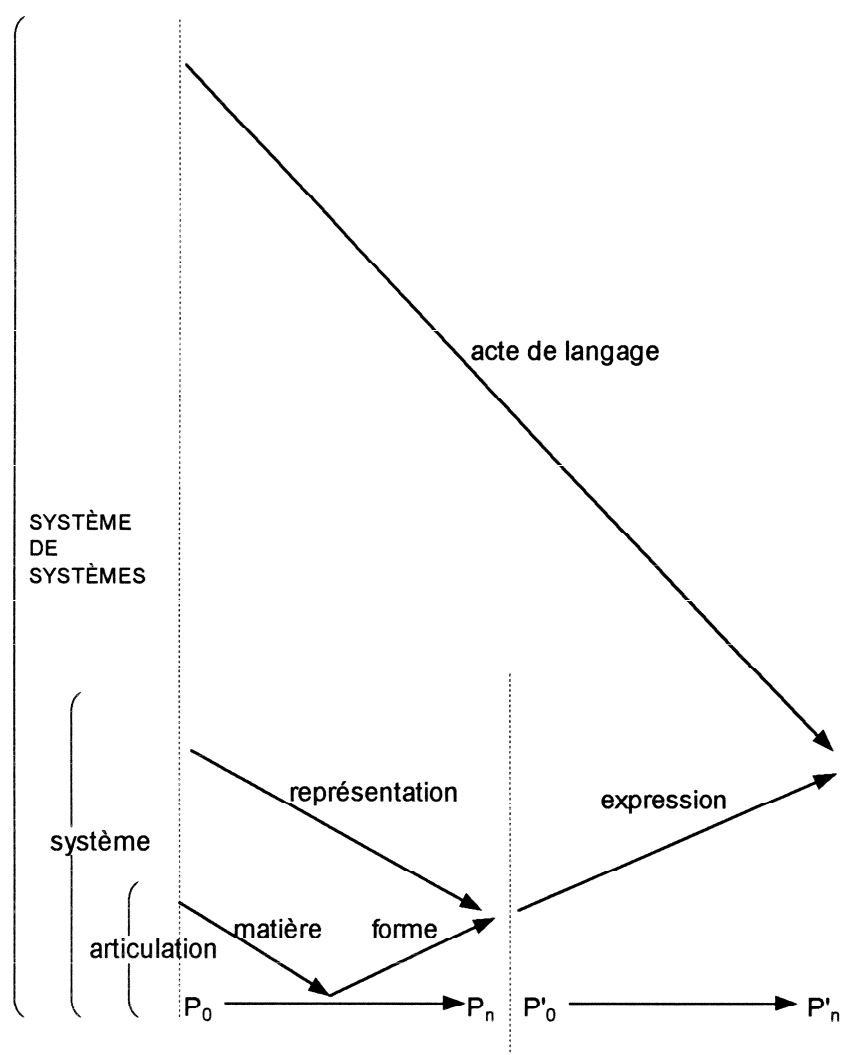 acte de langage
SYSTÈME
DE
SYSTÈMES
représentation
expression
système
matière
forme
articulation
P₀
Pₙ
P'₀
P'ₙ